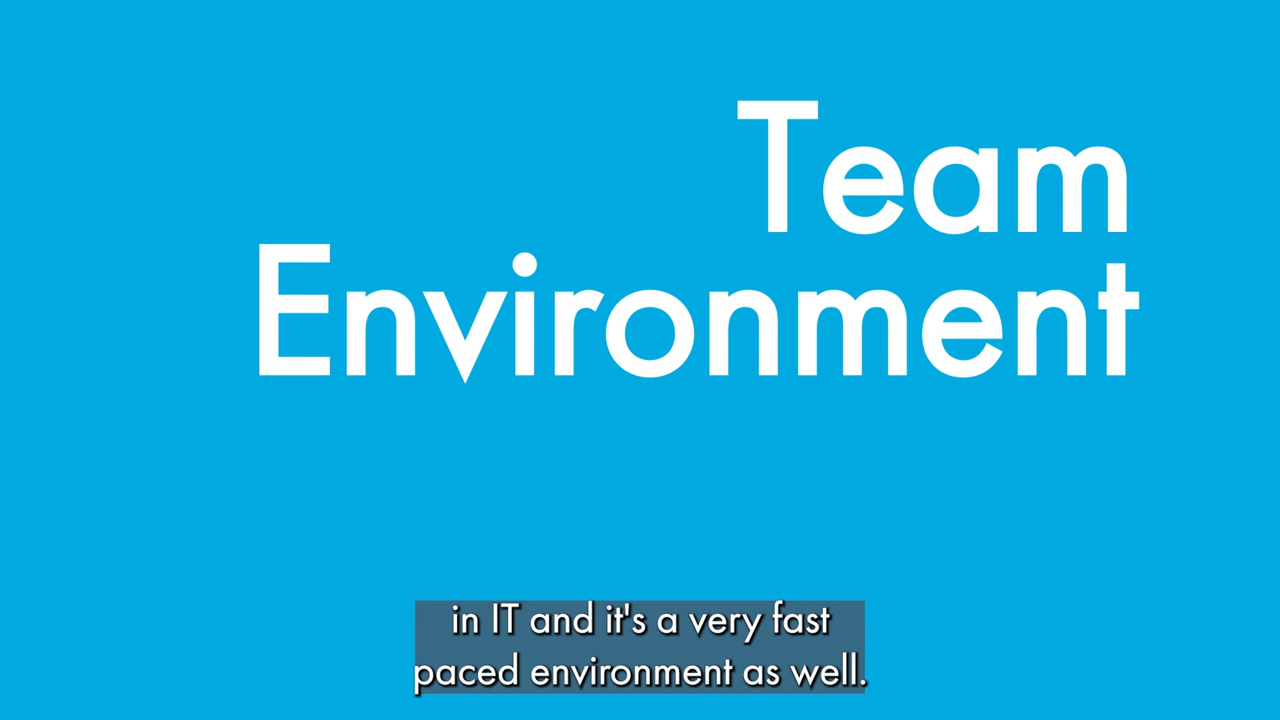 Team
Environment
in IT and it's a very fast
paced environment as well.